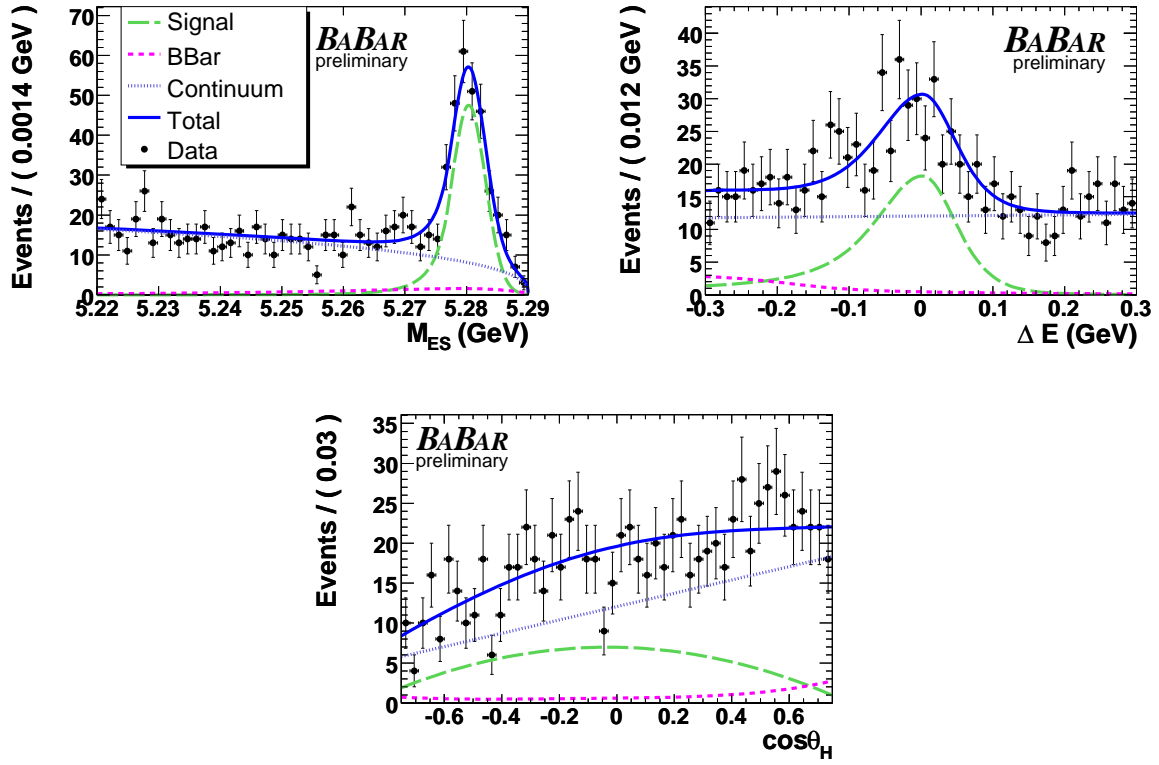 Events / ( 0.0014 GeV )
70
60
50
40
30
20
10
0
Signal
BBar
Continuum
Total
Data
BABAR
preliminary
5.22 5.23 5.24 5.25 5.26 5.27 5.28 5.29
M_ES (GeV)
Events / ( 0.012 GeV )
40
35
30
25
20
15
10
5
0
BABAR
preliminary
-0.3 -0.2 -0.1 0 0.1 0.2 0.3
Δ E (GeV)
Events / ( 0.03 )
35
30
25
20
15
10
5
0
BABAR
preliminary
-0.6 -0.4 -0.2 0 0.2 0.4 0.6
cosθ_H